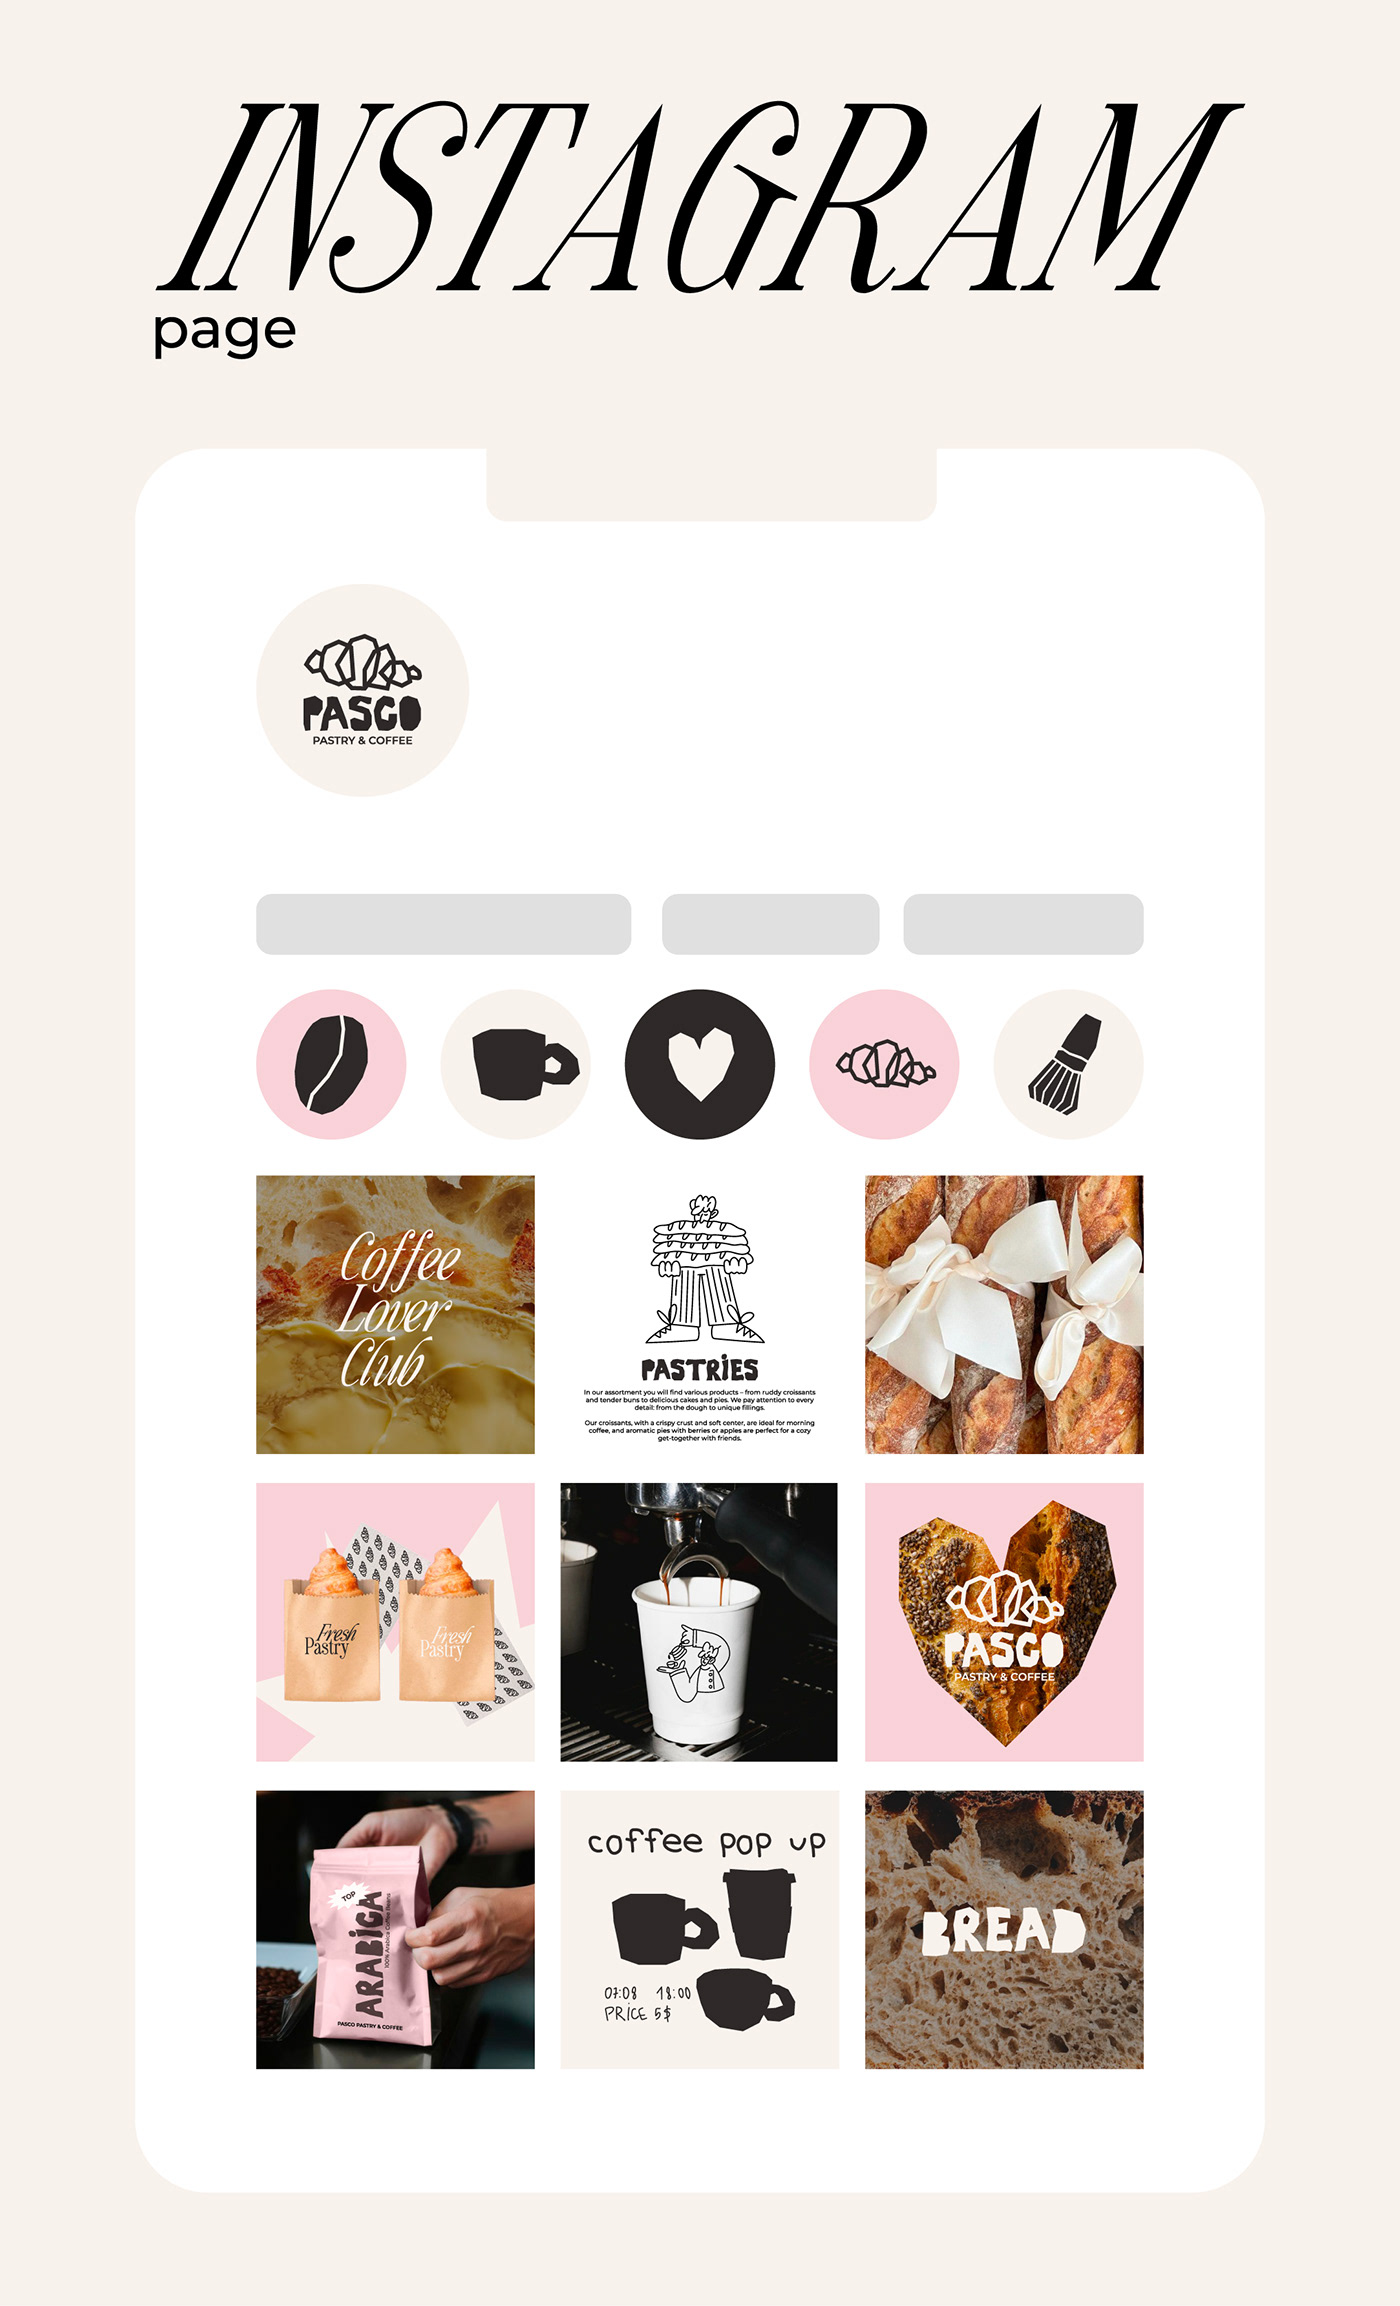 INSTAGRAM
page
PASCO
PASTRY & COFFEE
Coffee
Lover
Club
PASTRIES
In our assortment you will find various products – from ruddy croissants
and tender buns to delicious cakes and pies. We pay attention to every
detail: from the dough to unique fillings.
Our croissants, with a crispy crust and soft center, are ideal for morning
coffee, and aromatic pies with berries or apples are perfect for a cozy
get-together with friends.
Fresh
Pastry
Fresh
Pastry
PASCO
PASTRY & COFFEE
TOP
ARABiCA
100% Arabica Coffee Beans
PASCO PASTRY & COFFEE
coffee pop up
07:08 18:00
PRiCE 5$
BREAD